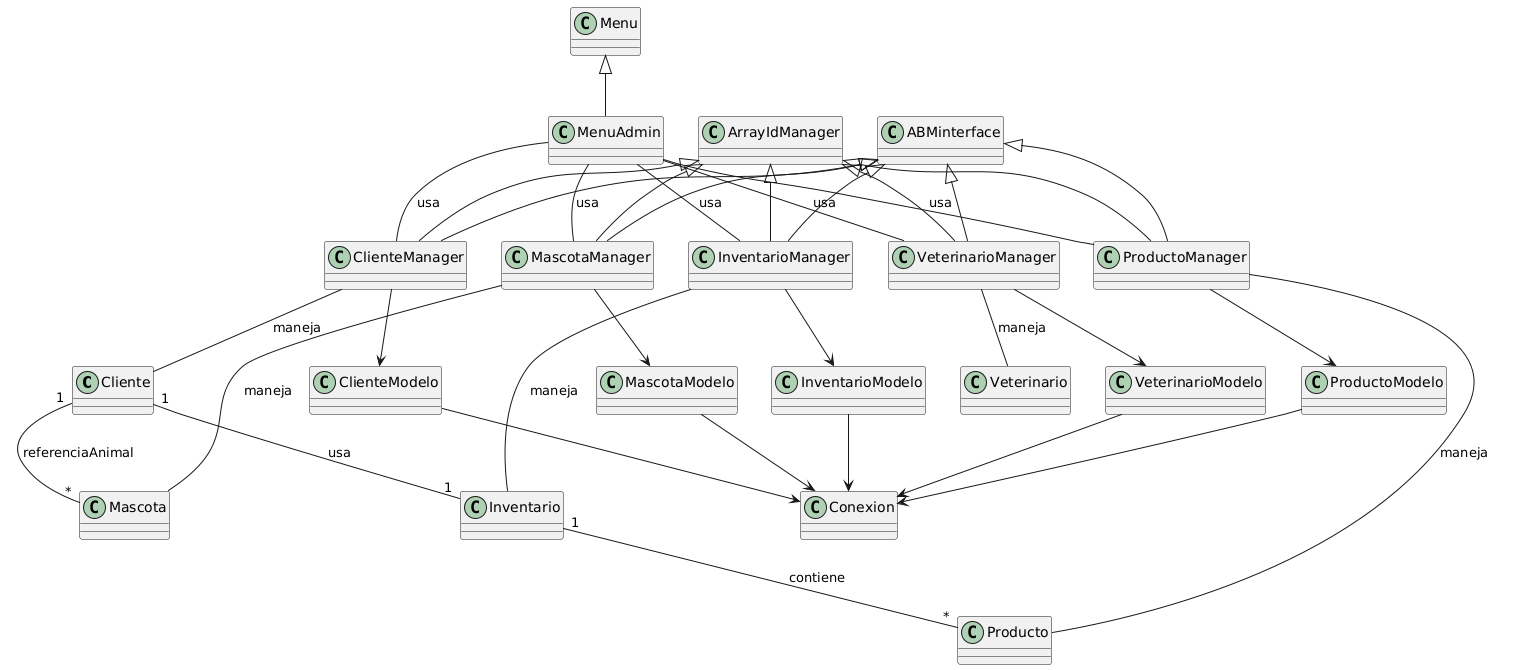 C Menu
C MenuAdmin
C ArrayIdManager
C ABMinterface
usa
usa
usa
usa
usa
C ClienteManager
C MascotaManager
C InventarioManager
C VeterinarioManager
C ProductoManager
maneja
maneja
C Cliente
C ClienteModelo
C MascotaModelo
C InventarioModelo
C Veterinario
C VeterinarioModelo
C ProductoModelo
1
1
maneja
maneja
referenciaAnimal
usa
maneja
*
1
C Mascota
C Inventario
C Conexion
1
contiene
*
C Producto